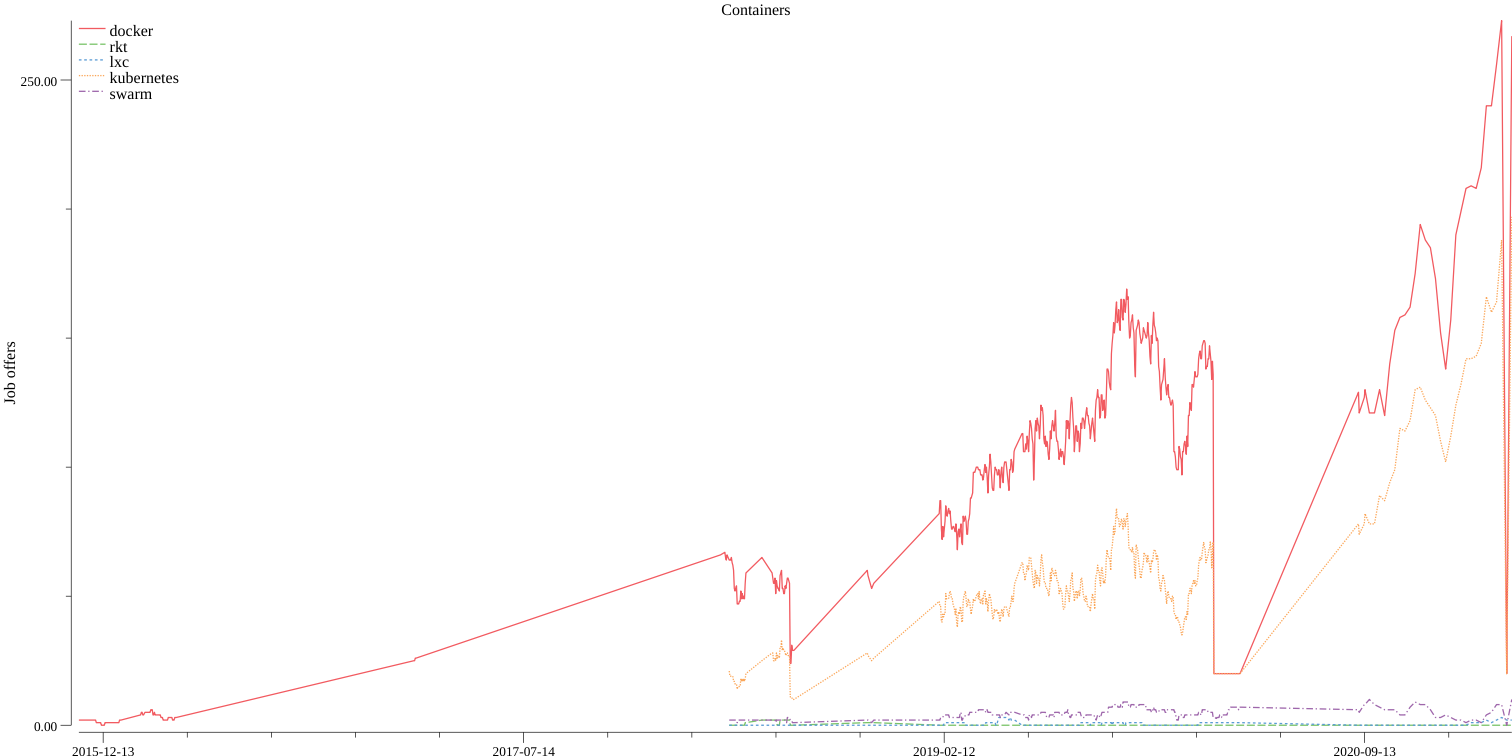 Containers
docker
rkt
lxc
kubernetes
swarm
250.00
Job offers
0.00
2015-12-13
2017-07-14
2019-02-12
2020-09-13